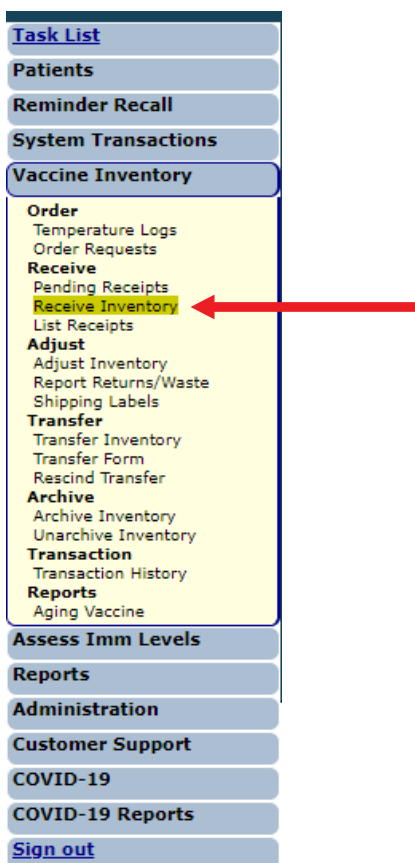 Task List
Patients
Reminder Recall
System Transactions
Vaccine Inventory
Order
Temperature Logs
Order Requests
Receive
Pending Receipts
Receive Inventory
List Receipts
Adjust
Adjust Inventory
Report Returns/Waste
Shipping Labels
Transfer
Transfer Inventory
Transfer Form
Rescind Transfer
Archive
Archive Inventory
Unarchive Inventory
Transaction
Transaction History
Reports
Aging Vaccine
Assess Imm Levels
Reports
Administration
Customer Support
COVID-19
COVID-19 Reports
Sign out